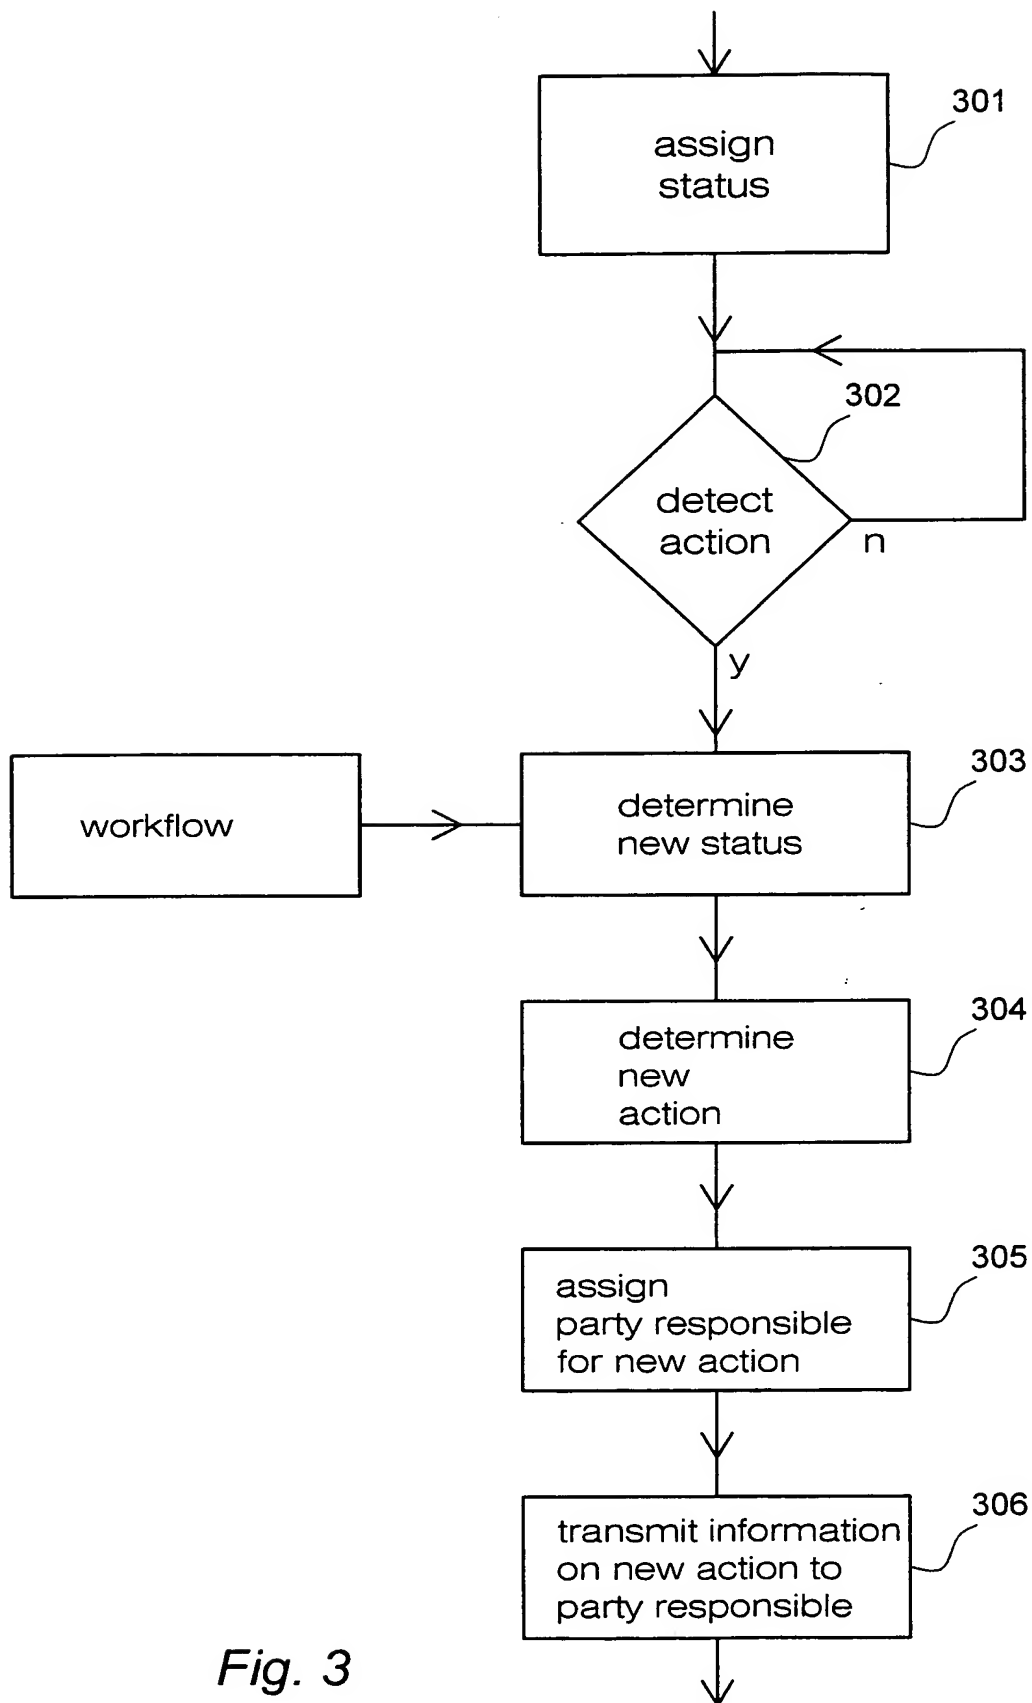 301
assign
status
302
detect
action
n
y
303
workflow
determine
new status
304
determine
new
action
305
assign
party responsible
for new action
306
transmit information
on new action to
party responsible
Fig. 3